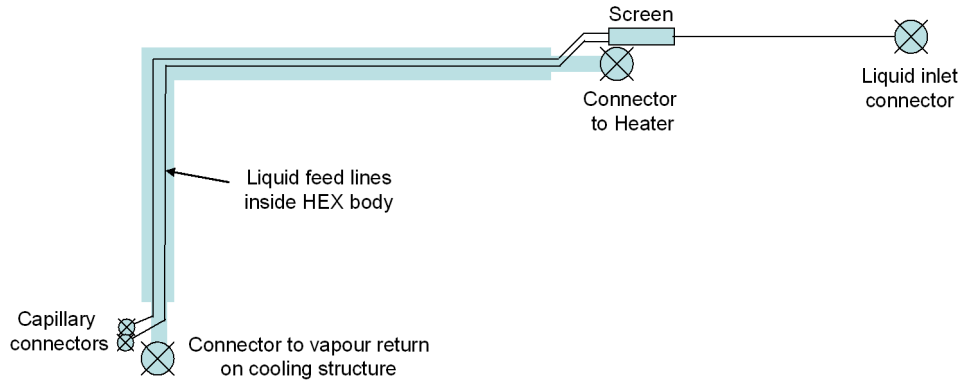 Screen
Liquid inlet
connector
Connector
to Heater
Liquid feed lines
inside HEX body
Capillary
connectors
Connector to vapour return
on cooling structure